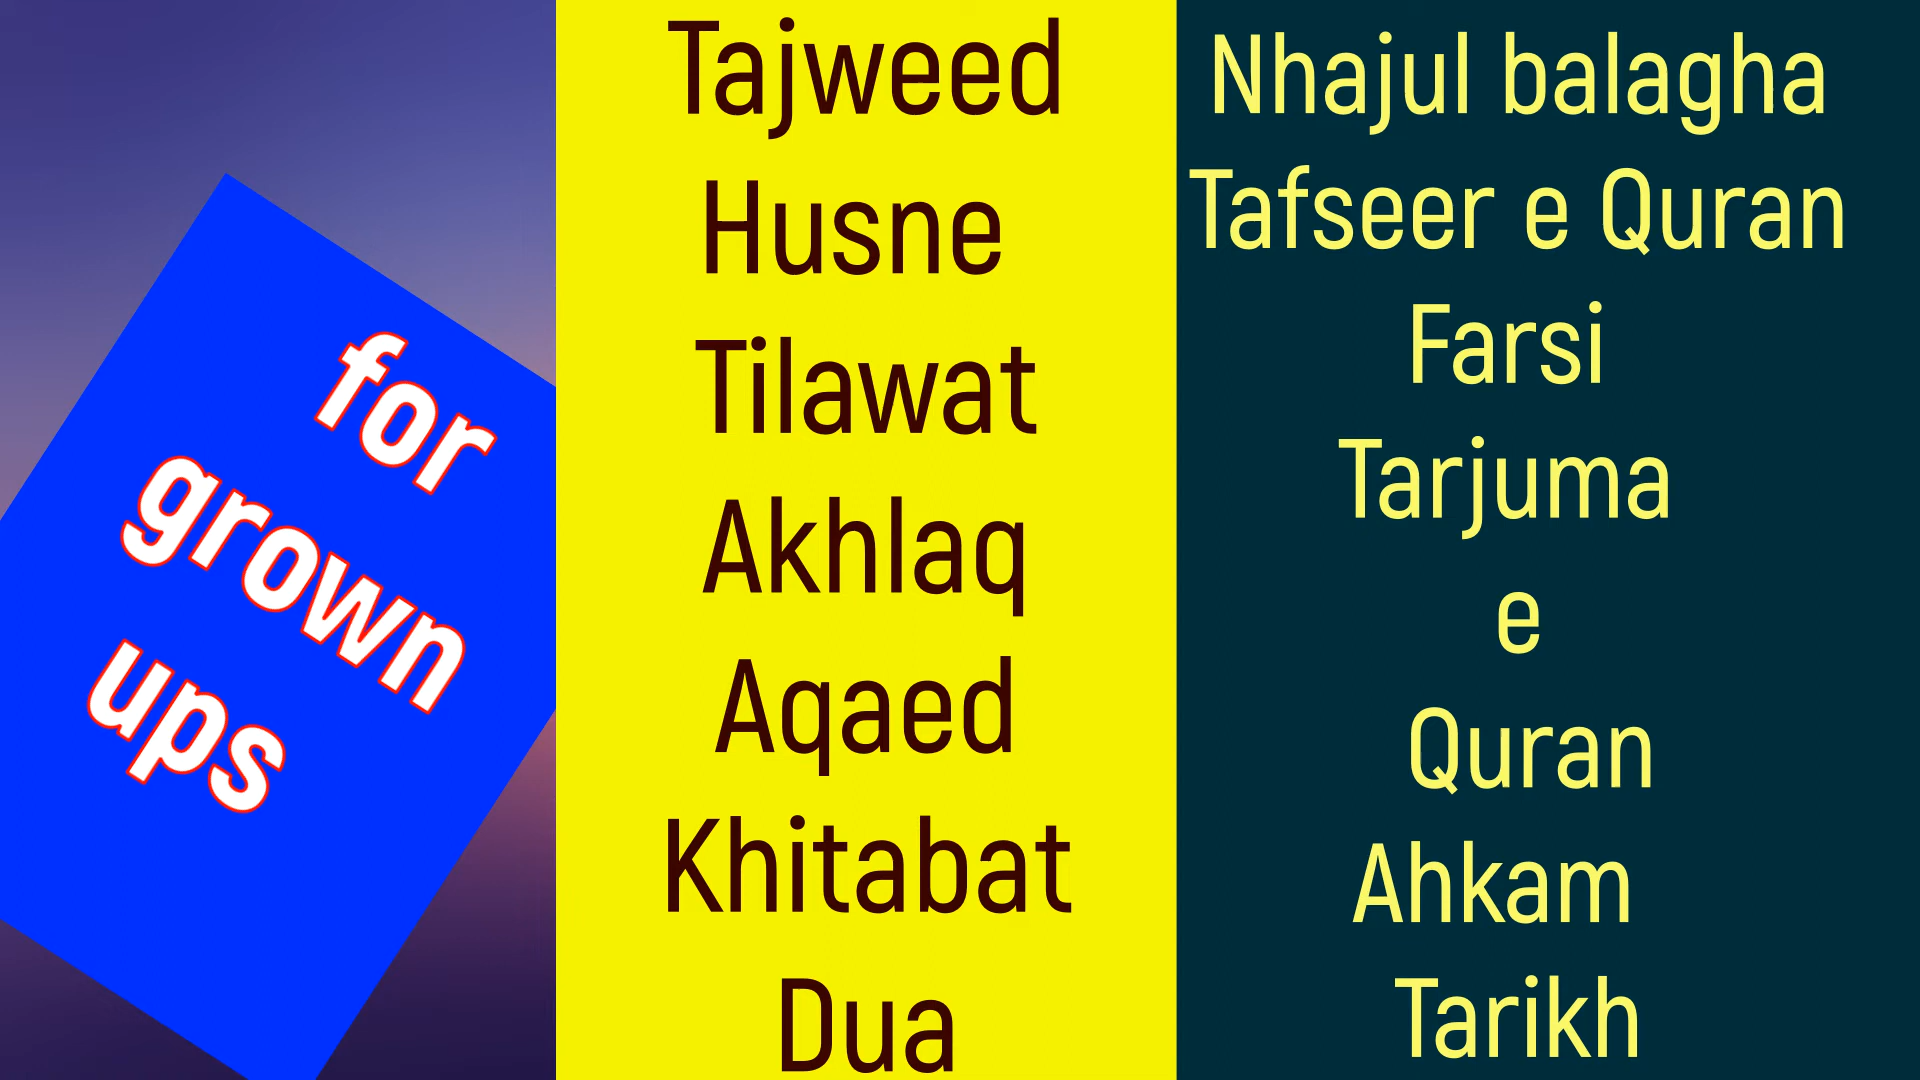 for
grown
ups
Tajweed
Husne
Tilawat
Akhlaq
Aqaed
Khitabat
Dua
Nhajul balagha
Tafseer e Quran
Farsi
Tarjuma
e
Quran
Ahkam
Tarikh